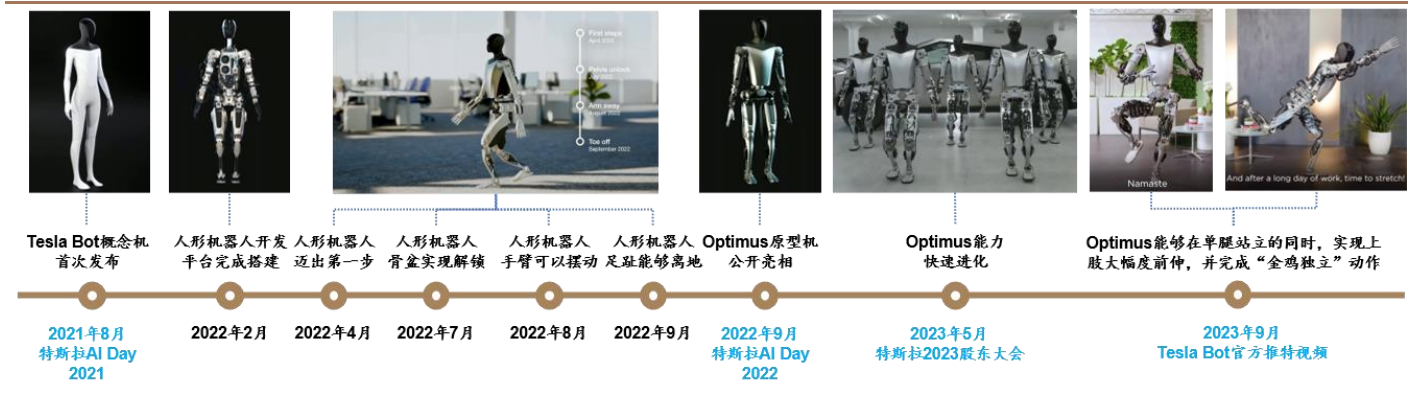 First steps
April 2022
Pelvis unlock
July 2022
Arm sway
August 2022
Toe off
September 2022
Namaste
And after a long day of work, time to stretch!
Tesla Bot概念机
首次发布
人形机器人开发
平台完成搭建
人形机器人
迈出第一步
人形机器人
骨盆实现解锁
人形机器人
手臂可以摆动
人形机器人
足趾能够离地
Optimus原型机
公开亮相
Optimus能力
快速进化
Optimus能够在单腿站立的同时，实现上
肢大幅度前伸，并完成“金鸡独立”动作
2021年8月
特斯拉AI Day
2021
2022年2月
2022年4月
2022年7月
2022年8月
2022年9月
2022年9月
特斯拉AI Day
2022
2023年5月
特斯拉2023股东大会
2023年9月
Tesla Bot官方推特视频